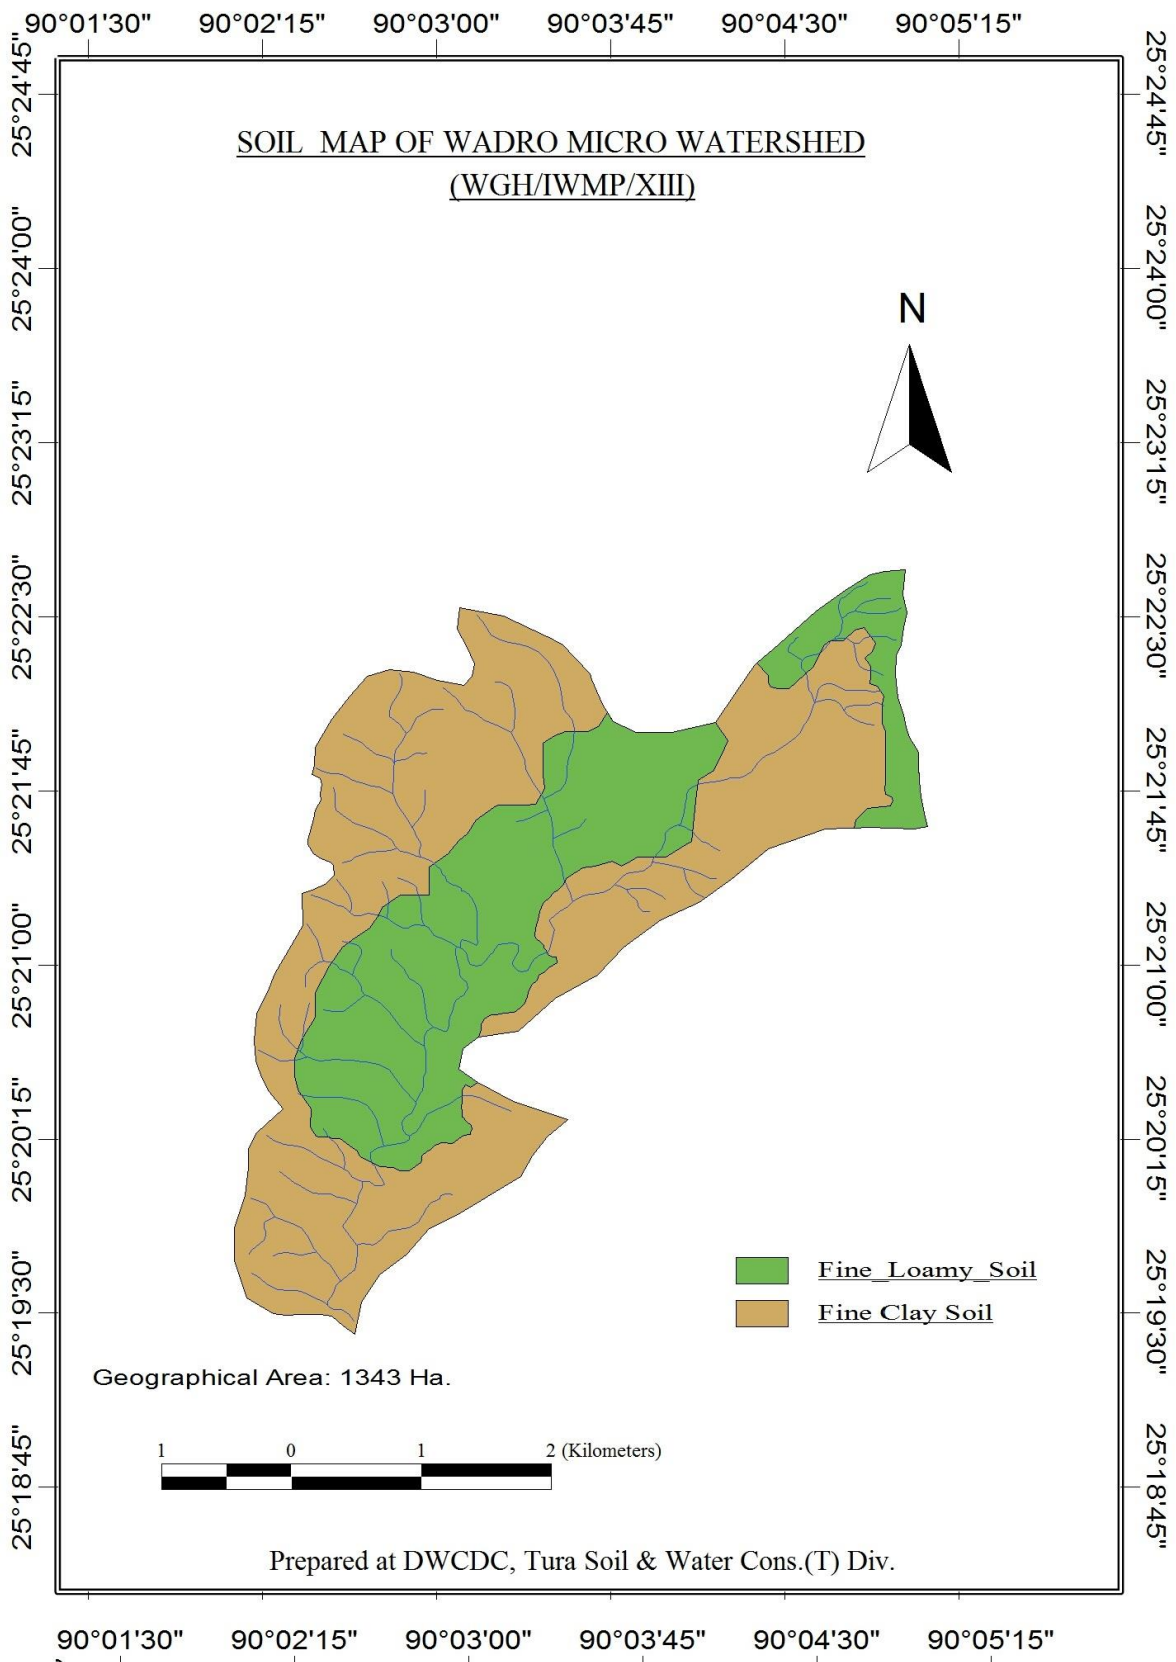 90°01'30" 90°02'15" 90°03'00" 90°03'45" 90°04'30" 90°05'15"
25°24'45" 25°24'45"
SOIL MAP OF WADRO MICRO WATERSHED
(WGH/IWMP/XIII)
25°24'00" 25°24'00"
N
25°23'15" 25°23'15"
25°22'30" 25°22'30"
25°21'45" 25°21'45"
25°21'00" 25°21'00"
25°20'15" 25°20'15"
Fine_Loamy_Soil
Fine Clay Soil
25°19'30" 25°19'30"
Geographical Area: 1343 Ha.
1 0 1 2 (Kilometers)
25°18'45" 25°18'45"
Prepared at DWCDC, Tura Soil & Water Cons.(T) Div.
90°01'30" 90°02'15" 90°03'00" 90°03'45" 90°04'30" 90°05'15"